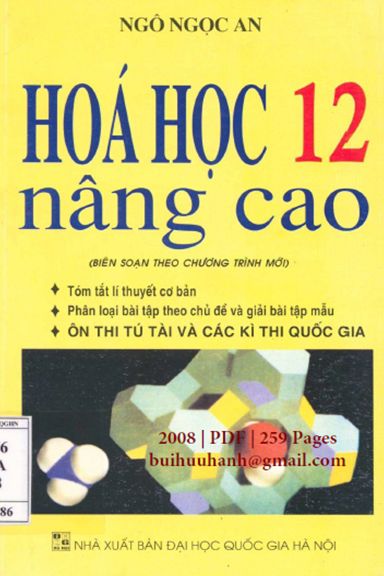 NGÔ NGỌC AN
HOÁ HỌC 12
nâng cao
(BIÊN SOẠN THEO CHƯƠNG TRÌNH MỚI)
Tóm tắt lí thuyết cơ bản
Phân loại bài tập theo chủ đề và giải bài tập mẫu
ÔN THI TÚ TÀI VÀ CÁC KÌ THI QUỐC GIA
2008 | PDF | 259 Pages
buihuuhanh@gmail.com
QGHN
6
A
86
NHÀ XUẤT BẢN ĐẠI HỌC QUỐC GIA HÀ NỘI